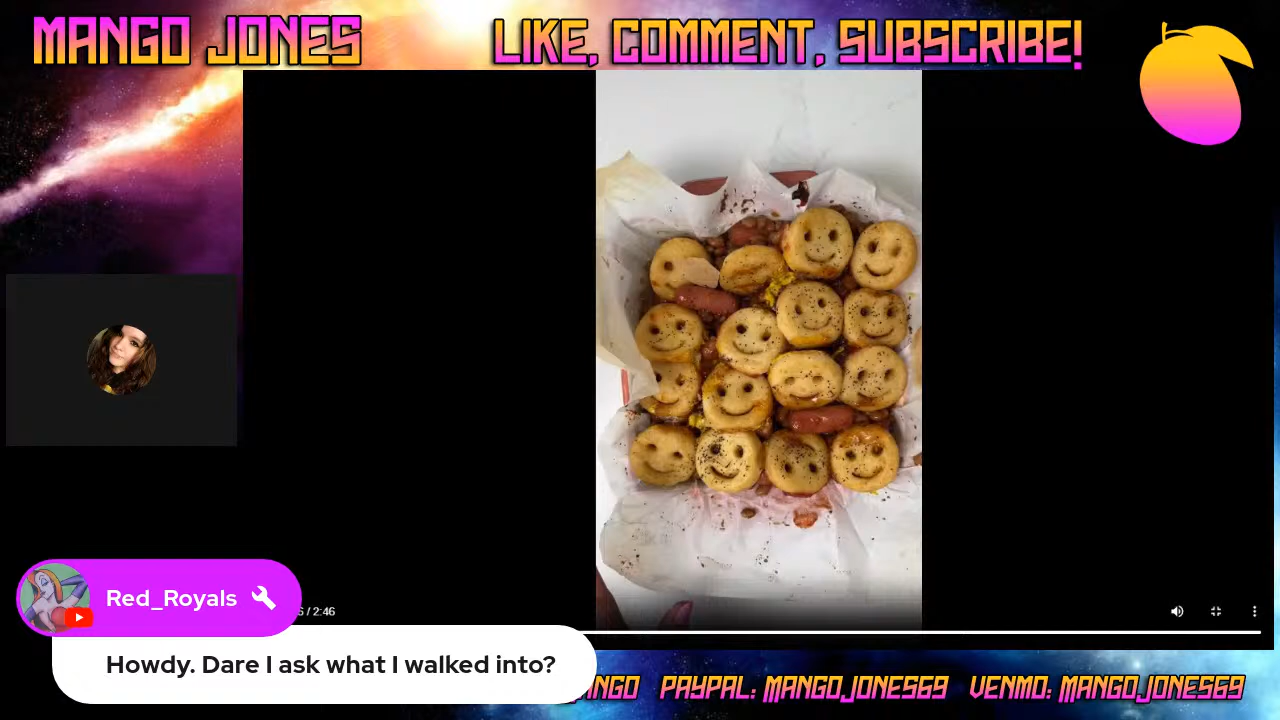 MANGO JONES
LIKE, COMMENT, SUBSCRIBE!
/ 2:46
Red_Royals
Howdy. Dare I ask what I walked into?
PAYPAL: MANGOJONES69 VENMO: MANGOJONES69